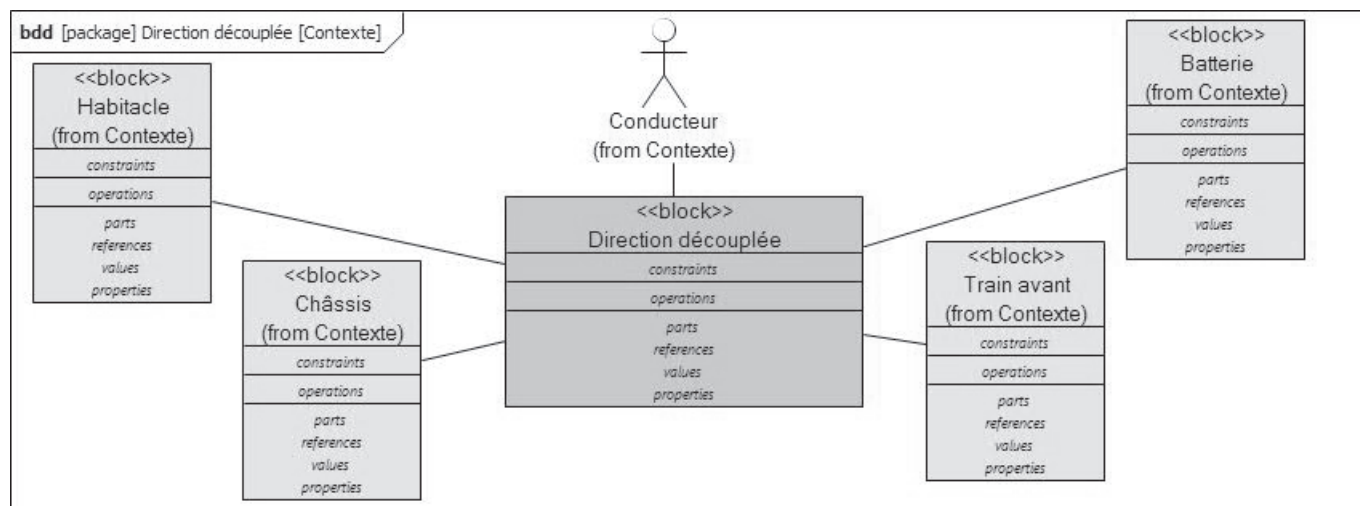 bdd [package] Direction découplée [Contexte]
<<block>>
Habitacle
(from Contexte)
constraints
operations
parts
references
values
properties
<<block>>
Châssis
(from Contexte)
constraints
operations
parts
references
values
properties
Conducteur
(from Contexte)
<<block>>
Direction découplée
constraints
operations
parts
references
values
properties
<<block>>
Batterie
(from Contexte)
constraints
operations
parts
references
values
properties
<<block>>
Train avant
(from Contexte)
constraints
operations
parts
references
values
properties